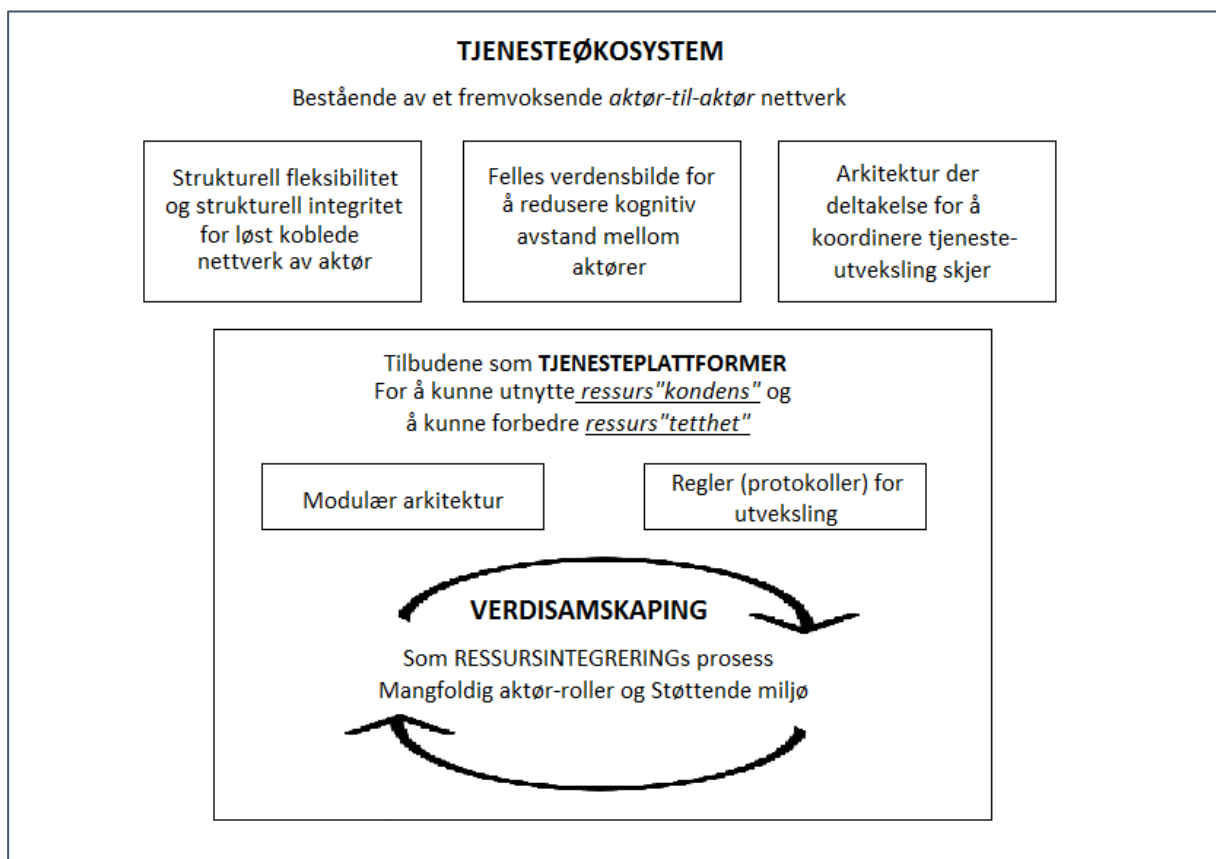 TJENESTEØKOSYSTEM
Bestående av et fremvoksende aktør-til-aktør nettverk
Strukturell fleksibilitet
og strukturell integritet
for løst koblede
nettverk av aktør
Felles verdensbilde for
å redusere kognitiv
avstand mellom
aktører
Arkitektur der
deltakelse for å
koordinere tjeneste-
utveksling skjer
Tilbudene som TJENESTEPLATTFORMER
For å kunne utnytte ressurs"kondens" og
å kunne forbedre ressurs"tetthet"
Modulær arkitektur
Regler (protokoller) for
utveksling
VERDISAMSKAPING
Som RESSURSINTEGRERINGs prosess
Mangfoldig aktør-roller og Støttende miljø